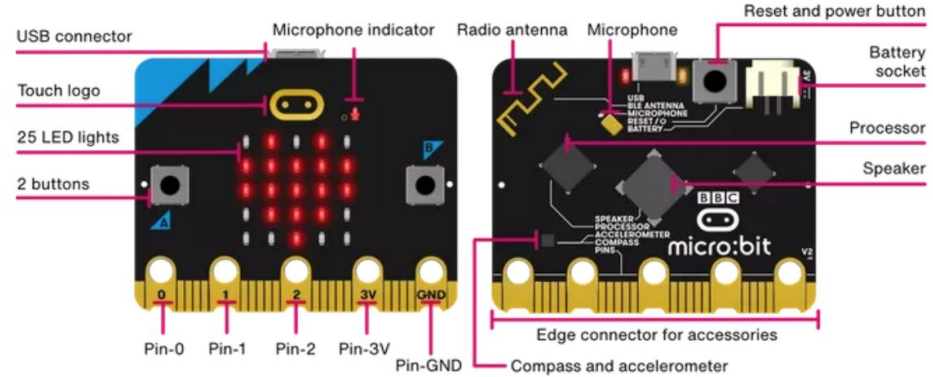 USB connector
Microphone indicator
Radio antenna
Microphone
Reset and power button
Touch logo
Battery
socket
25 LED lights
Processor
2 buttons
Speaker
A
B
0
1
2
3V
GND
USB
BLE ANTENNA
MICROPHONE
RESET /
BATTERY
3V
SPEAKER
PROCESSOR
ACCELEROMETER
COMPASS
PINS
BBC
micro:bit
V2
Pin-0
Pin-1
Pin-2
Pin-3V
Pin-GND
Edge connector for accessories
Compass and accelerometer